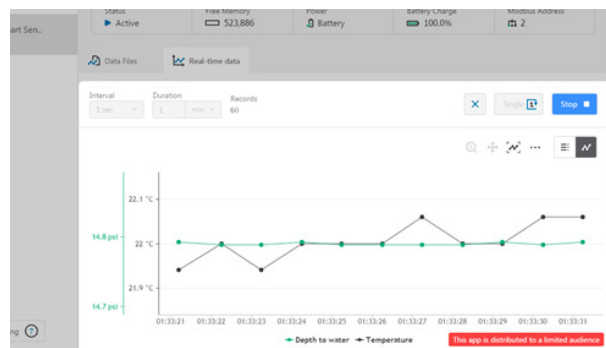 Status
Active
Free Memory
523,886
Power
Battery
Battery Charge
100.0%
Modbus Address
2
art Sen..
Data Files
Real-time data
Interval
1 sec
Duration
1
min
Records
60
Single
1
Stop
22.1 °C
14.8 psi
22 °C
21.9 °C
14.7 psi
01:33:21 01:33:22 01:33:23 01:33:24 01:33:25 01:33:26 01:33:27 01:33:28 01:33:29 01:33:30 01:33:31
ng ?
Depth to water Temperature
This app is distributed to a limited audience